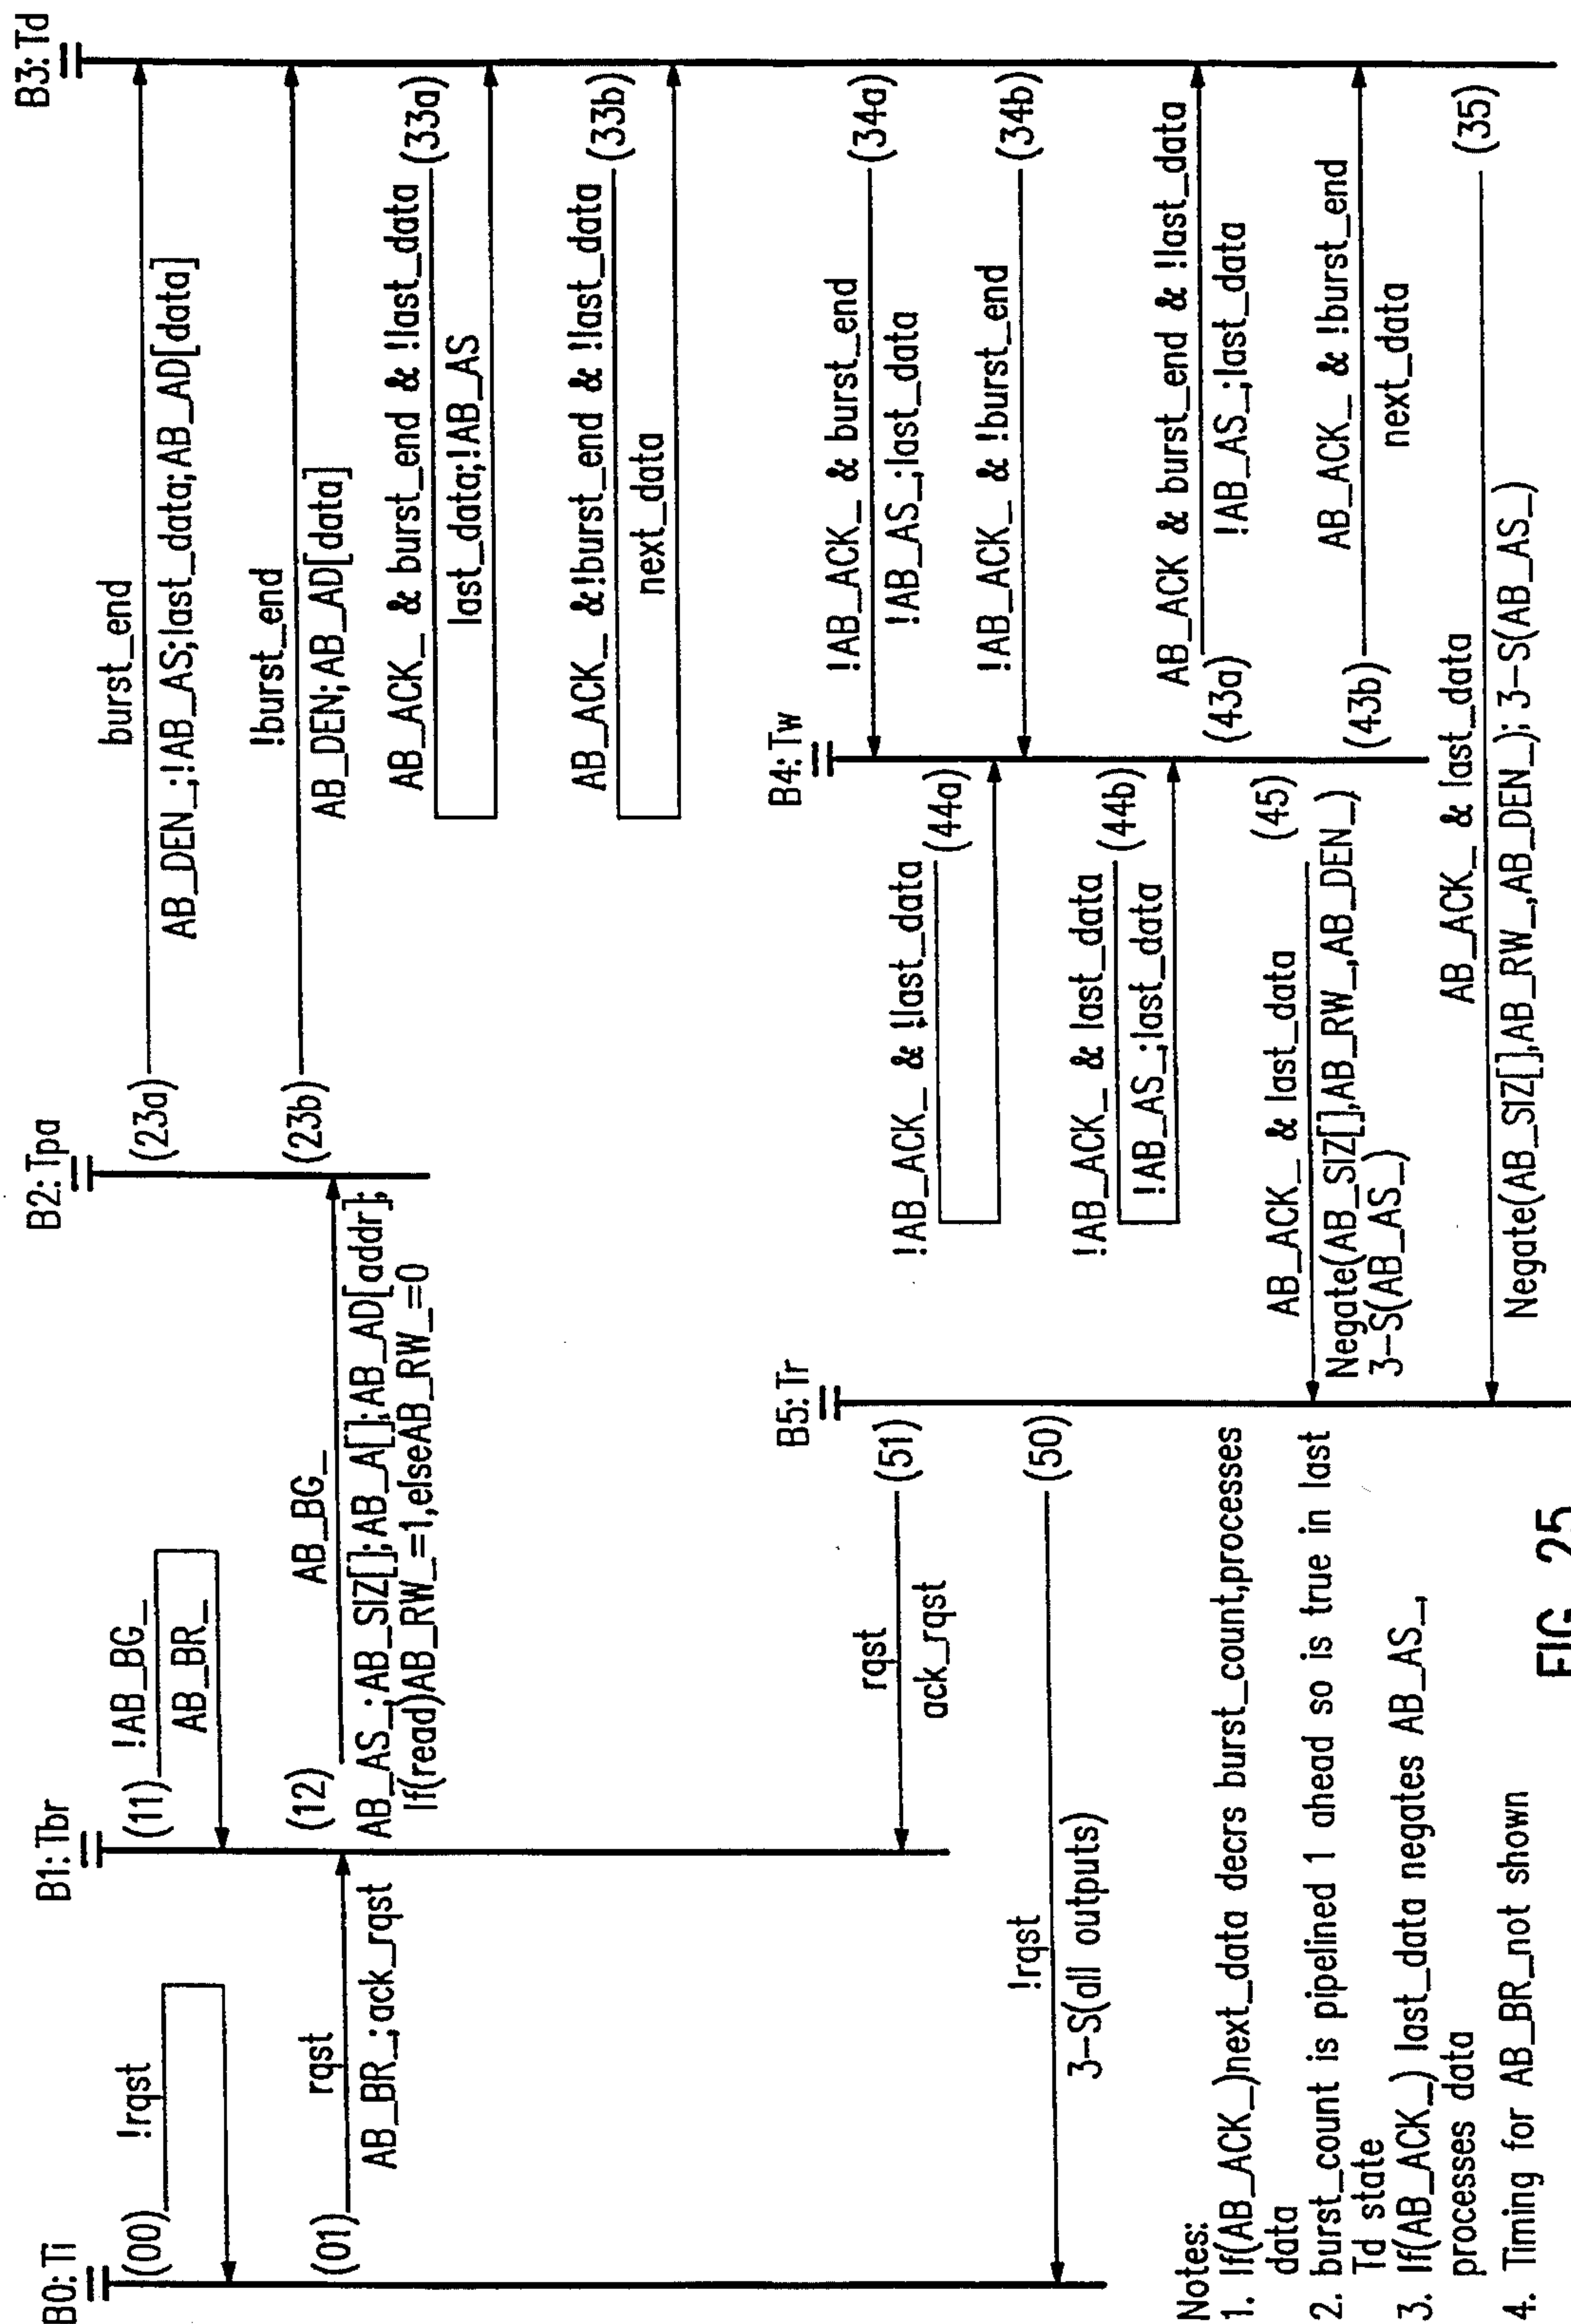 B0: Ti
(00)
!rqst
(01)
rqst
AB_BR_;ack_rqst
B1: Tbr
(11)
!AB_BG_
AB_BR_
(12)
AB_BG_
AB_AS_;AB_SIZ[];AB_A[];AB_AD[addr];
If(read)AB_RW_=1,elseAB_RW_=0
B2: Tpa
(23a)
burst_end
AB_DEN_;!AB_AS;last_data;AB_AD[data]
(23b)
!burst_end
AB_DEN;AB_AD[data]
B3: Td
AB_ACK_ & burst_end & !last_data (33a)
last_data;!AB_AS
AB_ACK_ &!burst_end & !last_data (33b)
next_data
B4: Tw
!AB_ACK_ & burst_end (34a)
!AB_AS_;last_data
!AB_ACK_ & !burst_end (34b)
AB_ACK & burst_end & !last_data
(43a)
!AB_AS_;last_data
AB_ACK_ & !burst_end
(43b)
next_data
!AB_ACK_ & !last_data (44a)
!AB_ACK_ & last_data (44b)
!AB_AS_;last_data
(45)
AB_ACK_ & last_data
Negate(AB_SIZ[],AB_RW_,AB_DEN_)
3-S(AB_AS_)
AB_ACK_ & last_data (35)
Negate(AB_SIZ[],AB_RW_,AB_DEN_); 3-S(AB_AS_)
B5: Tr
(51)
rqst
ack_rqst
(50)
!rqst
3-S(all outputs)
Notes:
1. If(AB_ACK_)next_data decrs burst_count,processes
data
2. burst_count is pipelined 1 ahead so is true in last
Td state
3. If(AB_ACK_) last_data negates AB_AS_,
processes data
4. Timing for AB_BR_not shown
FIG. 25